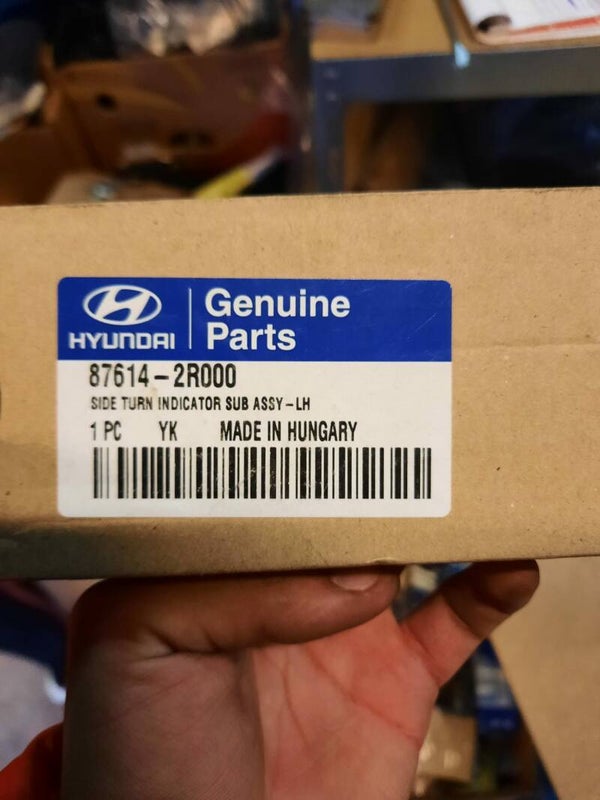 HYUNDAI
Genuine
Parts
87614-2R000
SIDE TURN INDICATOR SUB ASSY-LH
1 PC YK MADE IN HUNGARY